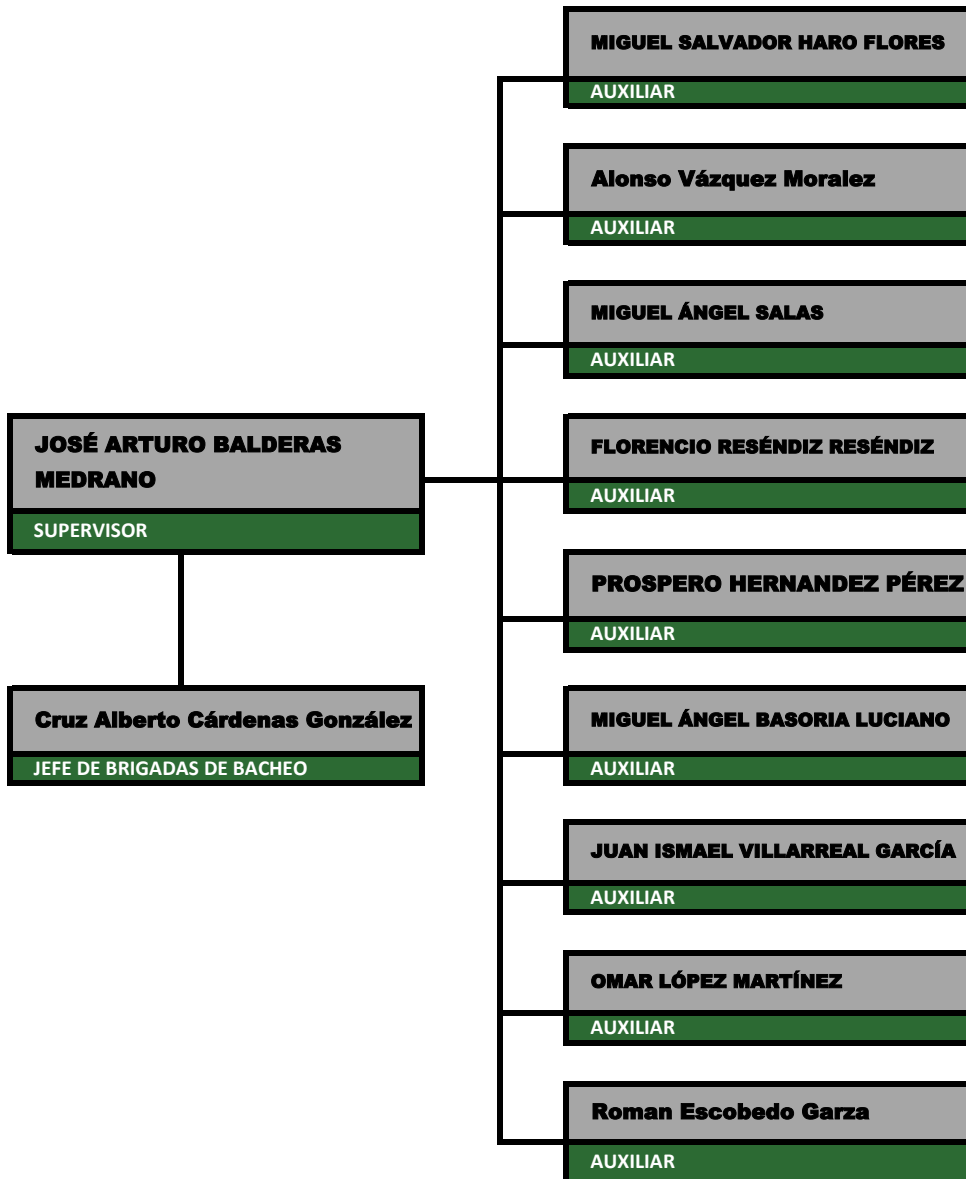 MIGUEL SALVADOR HARO FLORES
AUXILIAR
Alonso Vázquez Moralez
AUXILIAR
MIGUEL ÁNGEL SALAS
AUXILIAR
JOSÉ ARTURO BALDERAS
MEDRANO
SUPERVISOR
FLORENCIO RESÉNDIZ RESÉNDIZ
AUXILIAR
PROSPERO HERNANDEZ PÉREZ
AUXILIAR
Cruz Alberto Cárdenas González
JEFE DE BRIGADAS DE BACHEO
MIGUEL ÁNGEL BASORIA LUCIANO
AUXILIAR
JUAN ISMAEL VILLARREAL GARCÍA
AUXILIAR
OMAR LÓPEZ MARTÍNEZ
AUXILIAR
Roman Escobedo Garza
AUXILIAR